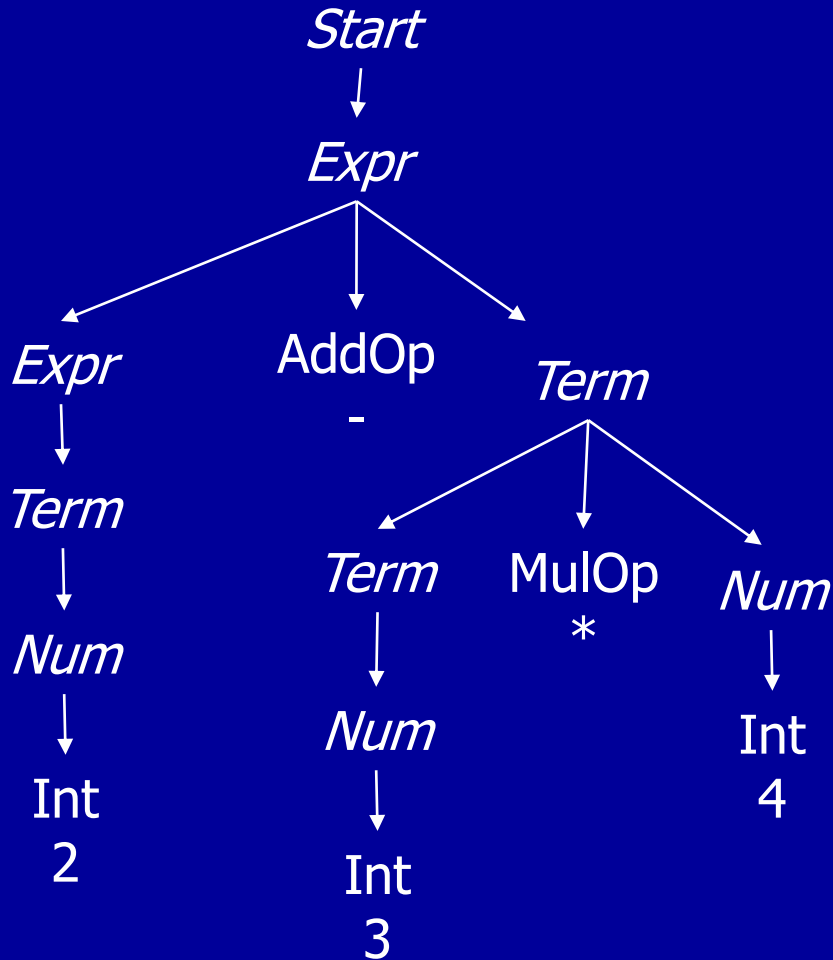 Start
Expr
Expr
AddOp
-
Term
Term
Term
MulOp
*
Num
Num
Num
Int
4
Int
2
Int
3